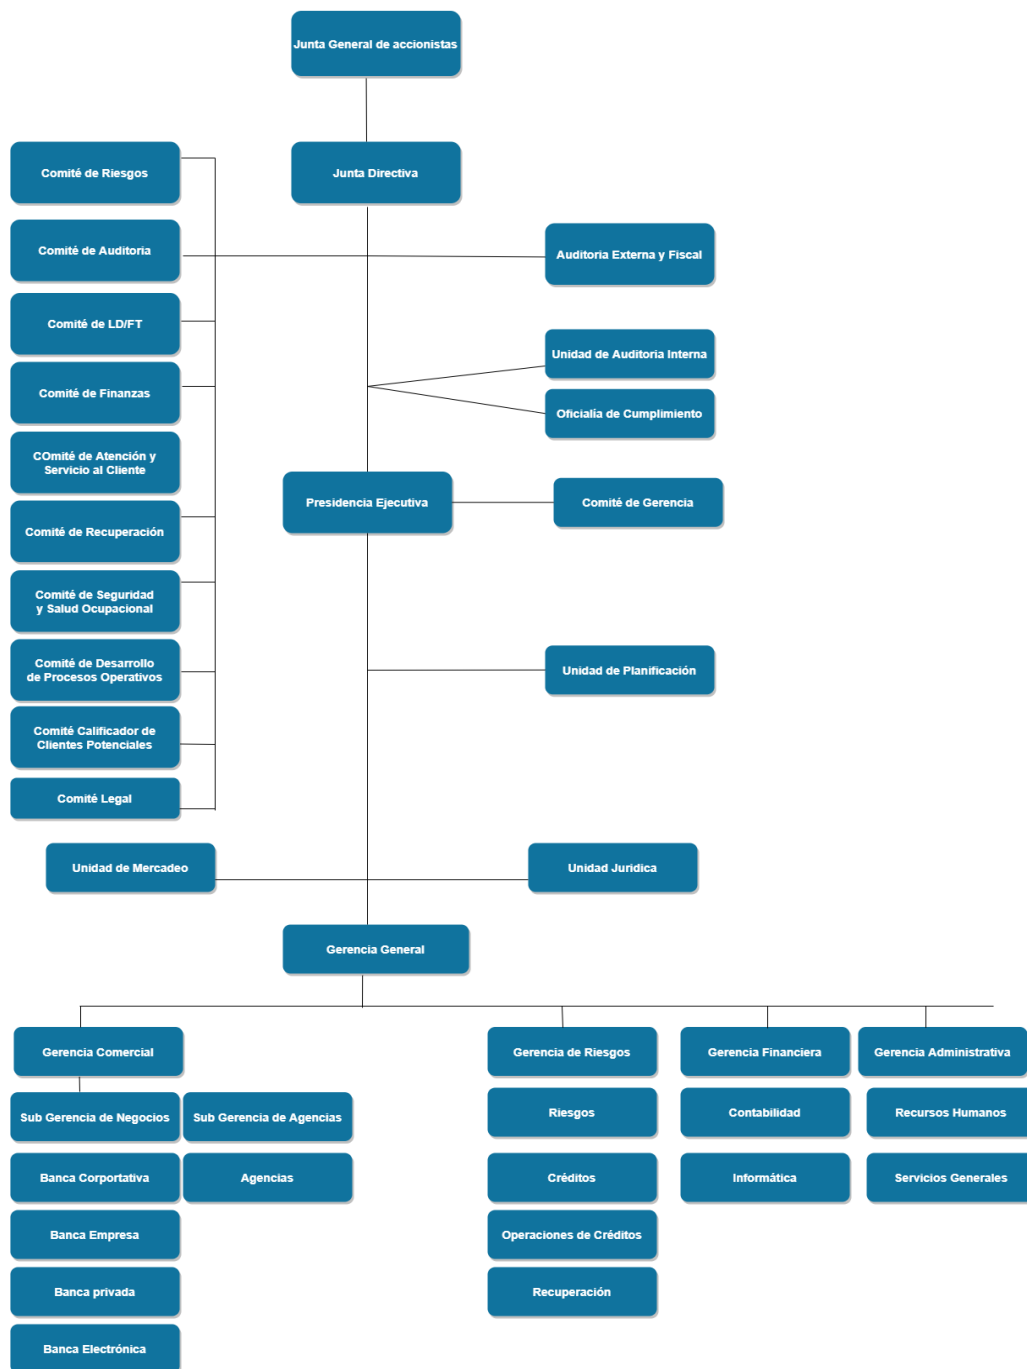 Junta General de accionistas
Junta Directiva
Comité de Riesgos
Comité de Auditoria
Auditoria Externa y Fiscal
Comité de LD/FT
Unidad de Auditoria Interna
Comité de Finanzas
Oficialía de Cumplimiento
COmité de Atención y
Servicio al Cliente
Presidencia Ejecutiva
Comité de Gerencia
Comité de Recuperación
Comité de Seguridad
y Salud Ocupacional
Comité de Desarrollo
de Procesos Operativos
Unidad de Planificación
Comité Calificador de
Clientes Potenciales
Comité Legal
Unidad de Mercadeo
Unidad Juridica
Gerencia General
Gerencia Comercial
Gerencia de Riesgos
Gerencia Financiera
Gerencia Administrativa
Sub Gerencia de Negocios
Sub Gerencia de Agencías
Riesgos
Contabilidad
Recursos Humanos
Banca Corportativa
Agencias
Créditos
Informática
Servicios Generales
Banca Empresa
Operaciones de Créditos
Banca privada
Recuperación
Banca Electrónica